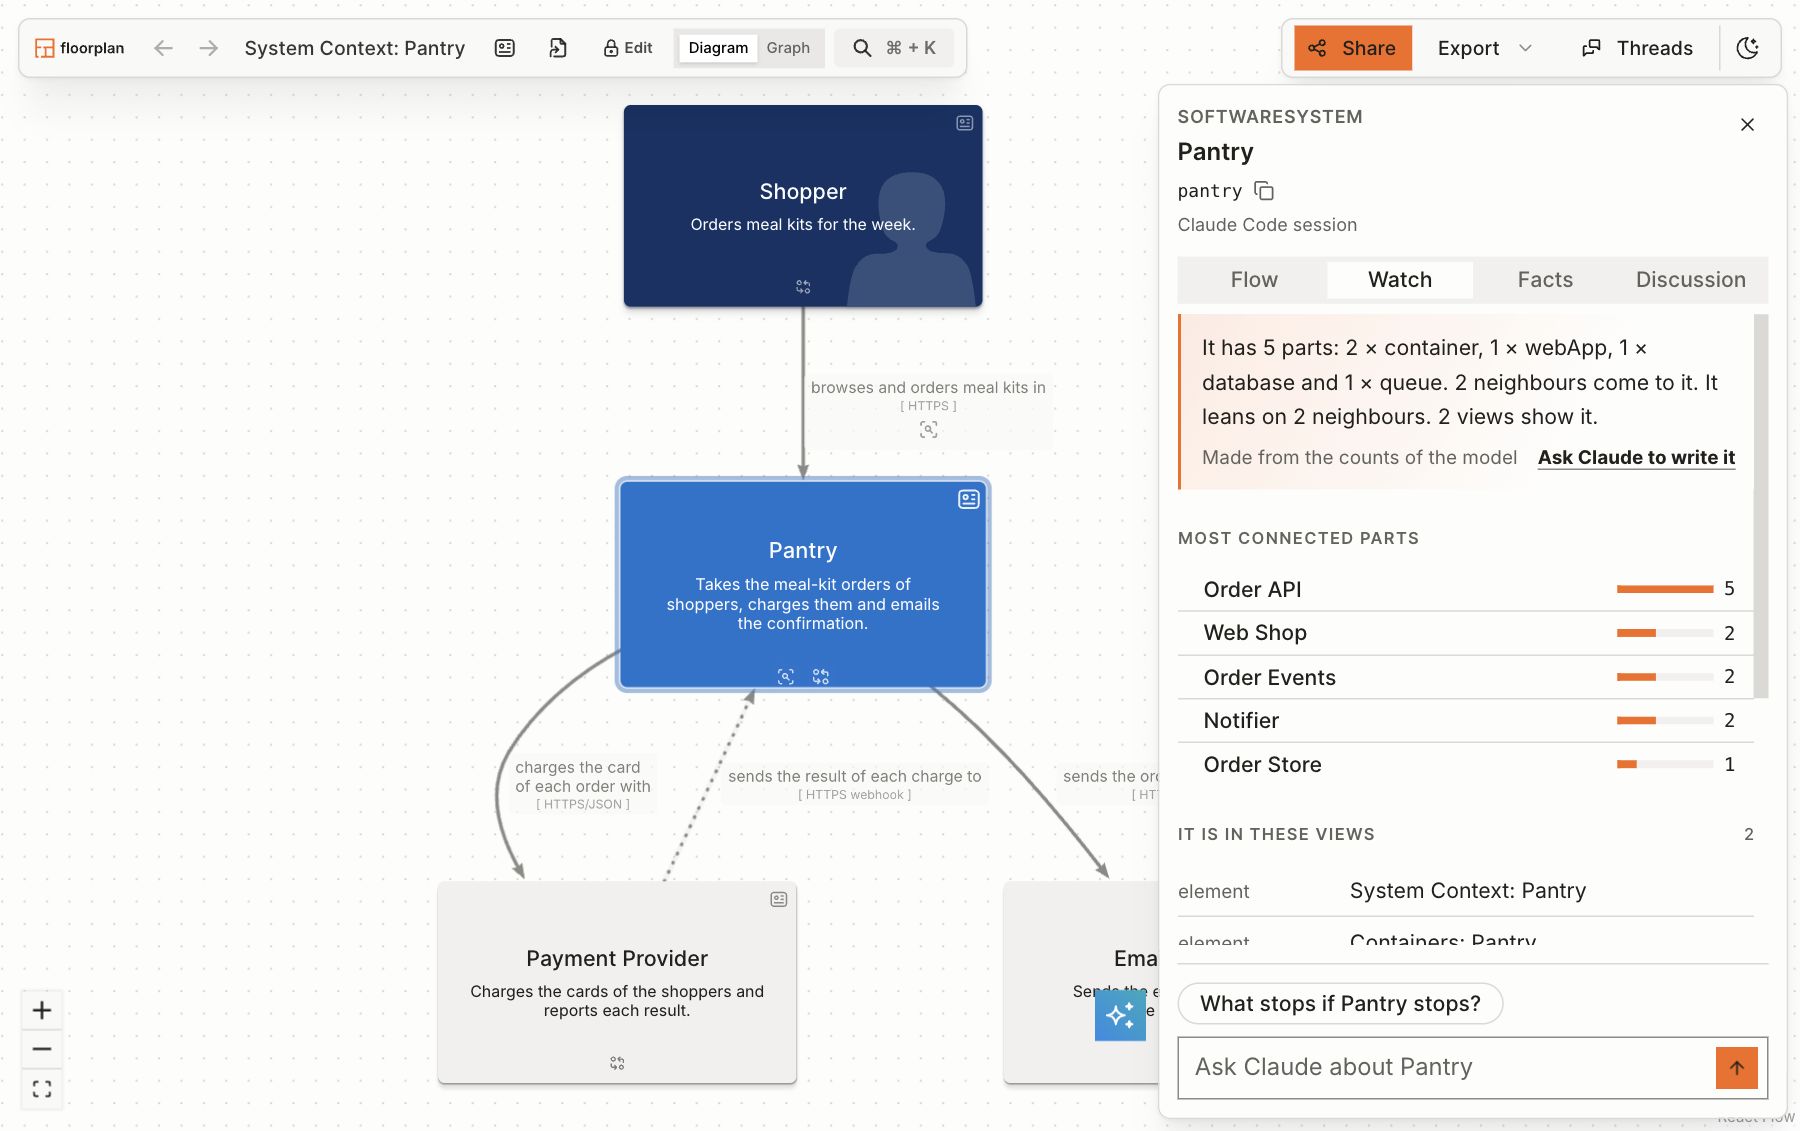 floorplan
System Context: Pantry
Edit
Diagram
Graph
⌘ + K
Share
Export
Threads
Shopper
Orders meal kits for the week.
browses and orders meal kits in
[ HTTPS ]
Pantry
Takes the meal-kit orders of
shoppers, charges them and emails
the confirmation.
charges the card
of each order with
[ HTTPS/JSON ]
sends the result of each charge to
[ HTTPS webhook ]
sends the
Payment Provider
Charges the cards of the shoppers and
reports each result.
SOFTWARESYSTEM
Pantry
pantry
Claude Code session
Flow
Watch
Facts
Discussion
It has 5 parts: 2 × container, 1 × webApp, 1 ×
database and 1 × queue. 2 neighbours come to it. It
leans on 2 neighbours. 2 views show it.
Made from the counts of the model
Ask Claude to write it
MOST CONNECTED PARTS
Order API 5
Web Shop 2
Order Events 2
Notifier 2
Order Store 1
IT IS IN THESE VIEWS 2
element System Context: Pantry
element Containers: Pantry
What stops if Pantry stops?
Ask Claude about Pantry
React Flow